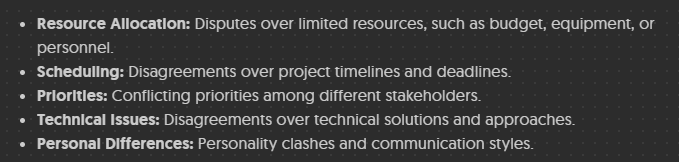 • Resource Allocation: Disputes over limited resources, such as budget, equipment, or
personnel.
• Scheduling: Disagreements over project timelines and deadlines.
• Priorities: Conflicting priorities among different stakeholders.
• Technical Issues: Disagreements over technical solutions and approaches.
• Personal Differences: Personality clashes and communication styles.